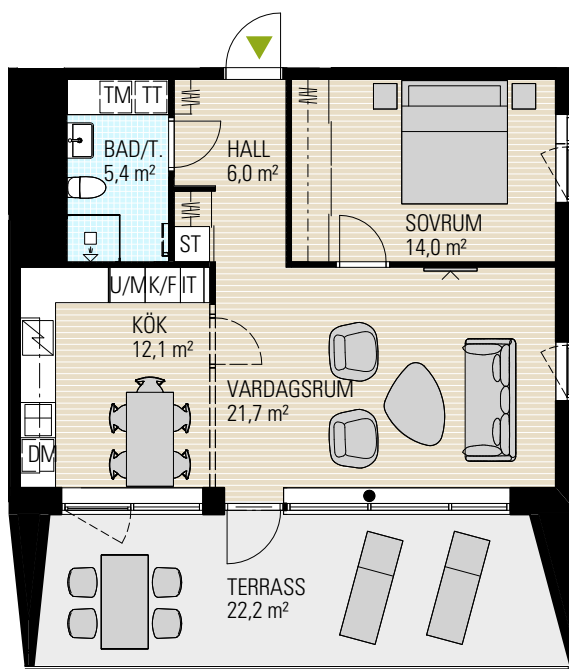 TM TT
BAD/T.
5,4 m²
HALL
6,0 m²
SOVRUM
14,0 m²
ST
U/M K/F IT
KÖK
12,1 m²
VARDAGSRUM
21,7 m²
DM
TERRASS
22,2 m²